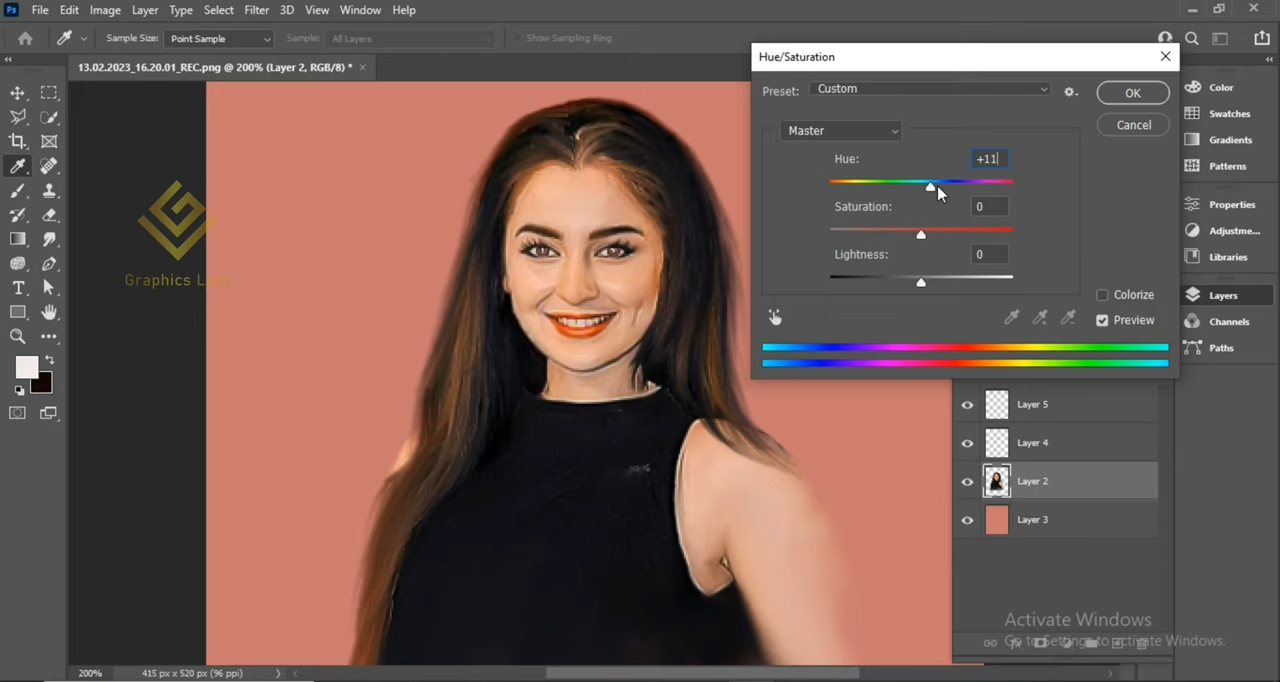 Ps File Edit Image Layer Type Select Filter 3D View Window Help
Sample Size: Point Sample Sample: All Layers Show Sampling Ring
13.02.2023_16.20.01_REC.png @ 200% (Layer 2, RGB/8) *
Hue/Saturation
Preset: Custom
OK
Cancel
Master
Hue: +11
Saturation: 0
Lightness: 0
Colorize
Preview
Color
Swatches
Gradients
Patterns
Properties
Adjustme...
Libraries
Layers
Channels
Paths
Graphics
Layer 5
Layer 4
Layer 2
Layer 3
Activate Windows
Go to Settings to activate Windows.
200% 415 px x 520 px (96 ppi)